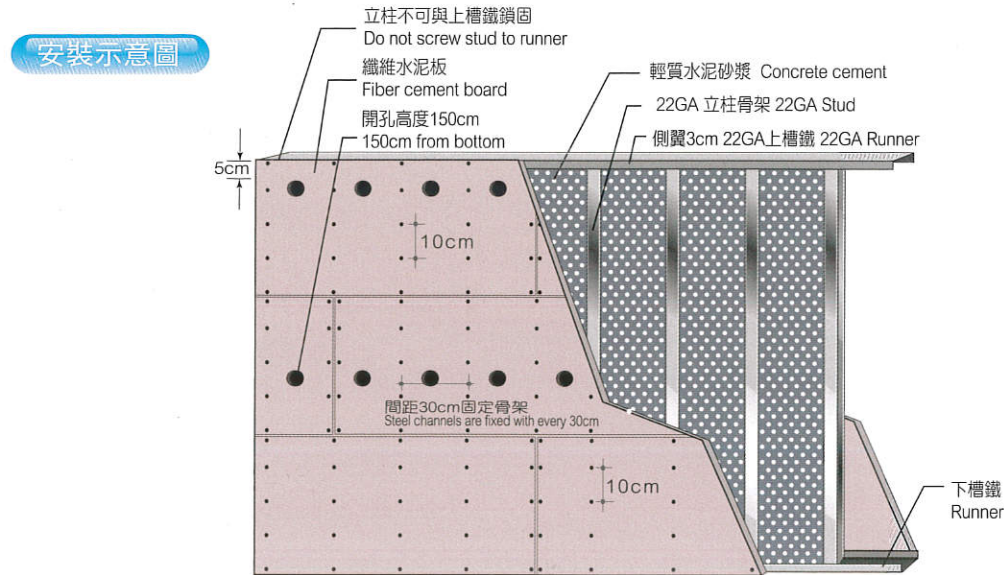 安裝示意圖
立柱不可與上槽鐵鎖固
Do not screw stud to runner
纖維水泥板
Fiber cement board
開孔高度150cm
150cm from bottom
輕質水泥砂漿 Concrete cement
22GA 立柱骨架 22GA Stud
側翼3cm 22GA上槽鐵 22GA Runner
5cm
10cm
間距30cm固定骨架
Steel channels are fixed with every 30cm
10cm
下槽鐵
Runner